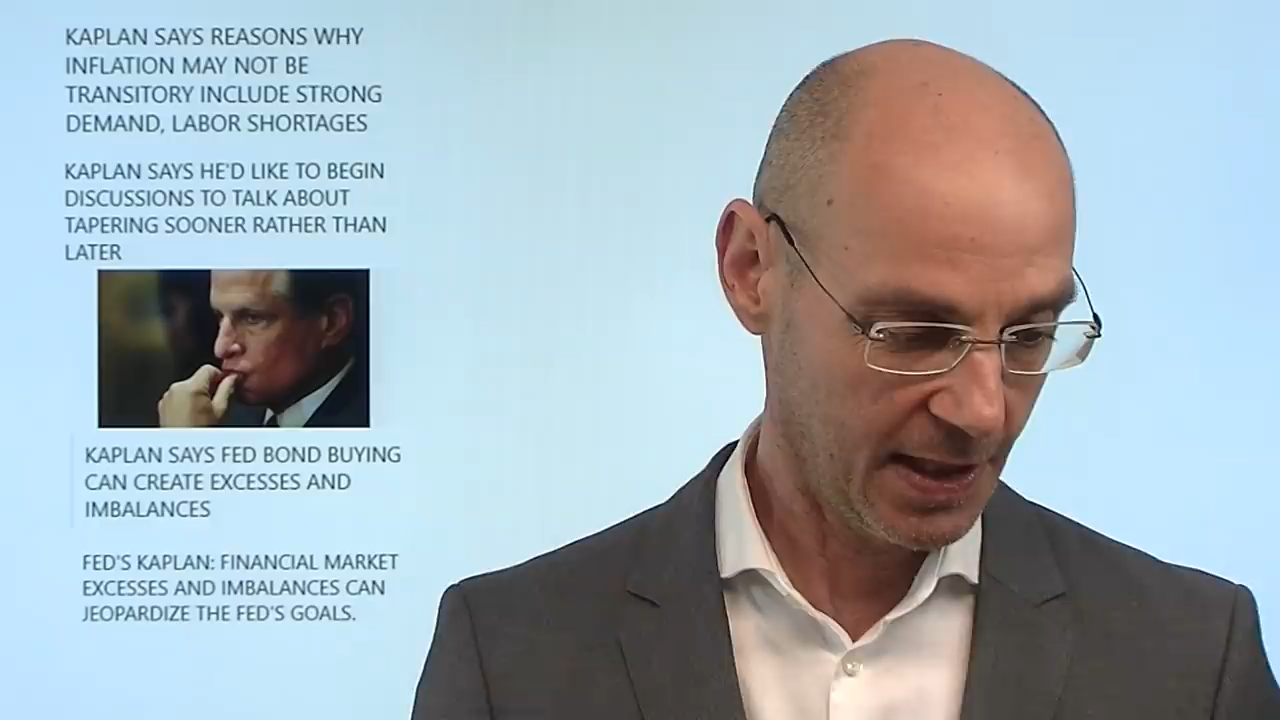 KAPLAN SAYS REASONS WHY
INFLATION MAY NOT BE
TRANSITORY INCLUDE STRONG
DEMAND, LABOR SHORTAGES
KAPLAN SAYS HE'D LIKE TO BEGIN
DISCUSSIONS TO TALK ABOUT
TAPERING SOONER RATHER THAN
LATER
KAPLAN SAYS FED BOND BUYING
CAN CREATE EXCESSES AND
IMBALANCES
FED'S KAPLAN: FINANCIAL MARKET
EXCESSES AND IMBALANCES CAN
JEOPARDIZE THE FED'S GOALS.